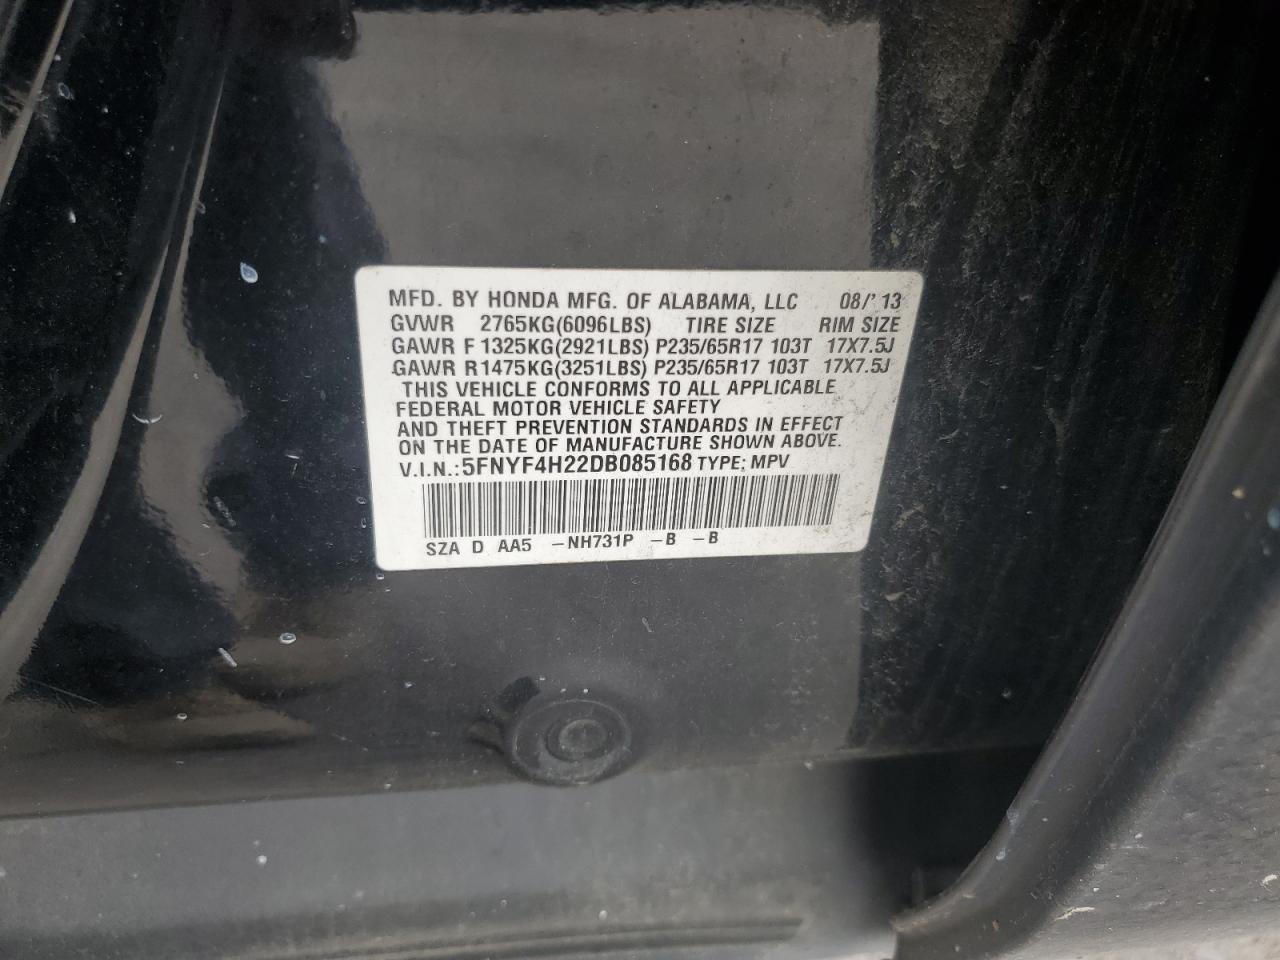 MFD. BY HONDA MFG. OF ALABAMA, LLC 08/'13
GVWR 2765KG(6096LBS) TIRE SIZE RIM SIZE
GAWR F 1325KG(2921LBS) P235/65R17 103T 17X7.5J
GAWR R1475KG(3251LBS) P235/65R17 103T 17X7.5J
THIS VEHICLE CONFORMS TO ALL APPLICABLE
FEDERAL MOTOR VEHICLE SAFETY
AND THEFT PREVENTION STANDARDS IN EFFECT
ON THE DATE OF MANUFACTURE SHOWN ABOVE.
V.I.N.:5FNYF4H22DB085168 TYPE: MPV
SZA D AA5 -NH731P -B -B